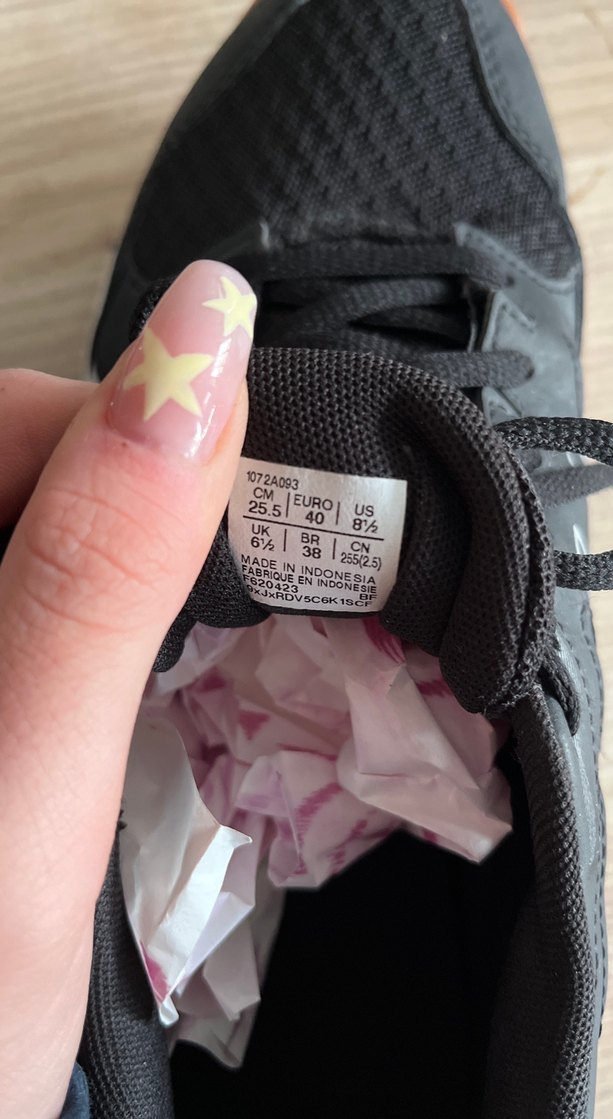 1072A093
CM 25.5 | EURO 40 | US 8½
UK 6½ | BR 38 | CN 255(2.5)
MADE IN INDONESIA
FABRIQUE EN INDONESIE
F620423 BF